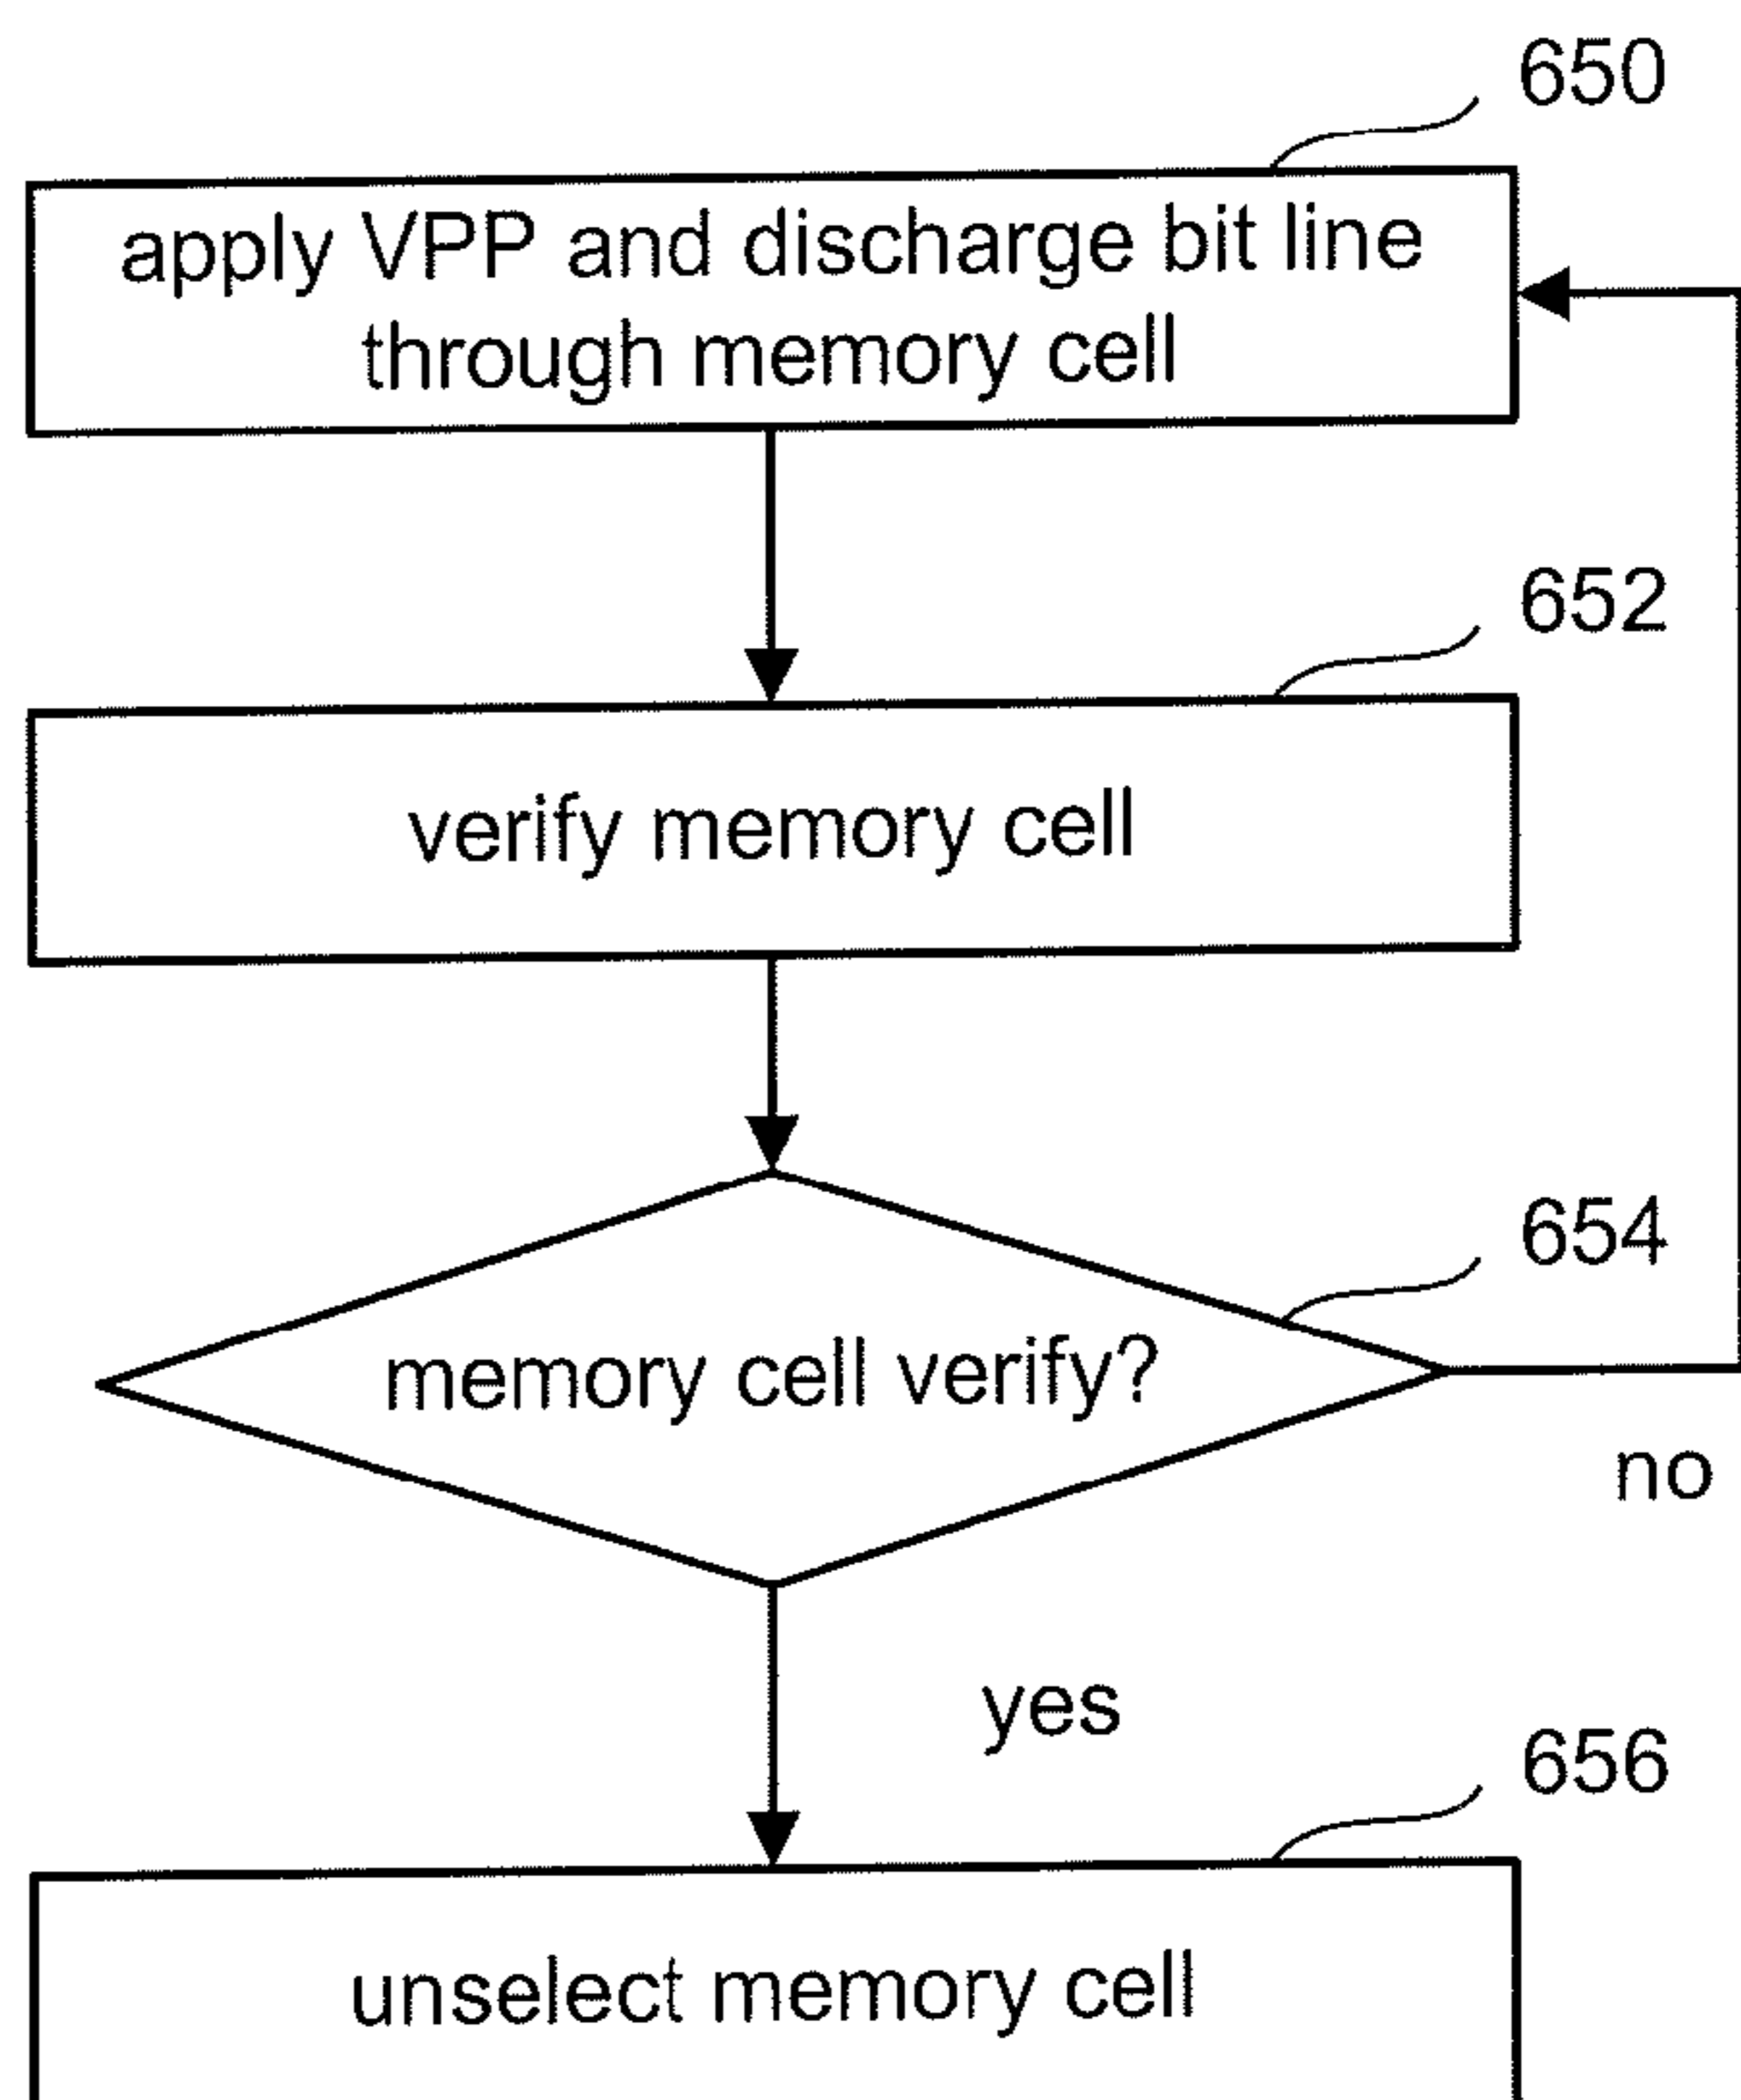 650
apply VPP and discharge bit line
through memory cell
652
verify memory cell
654
memory cell verify?
no
yes
656
unselect memory cell